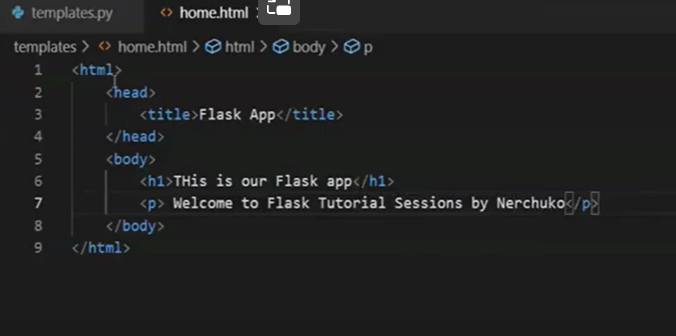 templates.py
home.html
templates > home.html > html > body > p
1 <html>
2 <head>
3 <title>Flask App</title>
4 </head>
5 <body>
6 <h1>THis is our Flask app</h1>
7 <p> Welcome to Flask Tutorial Sessions by Nerchuko</p>
8 </body>
9 </html>